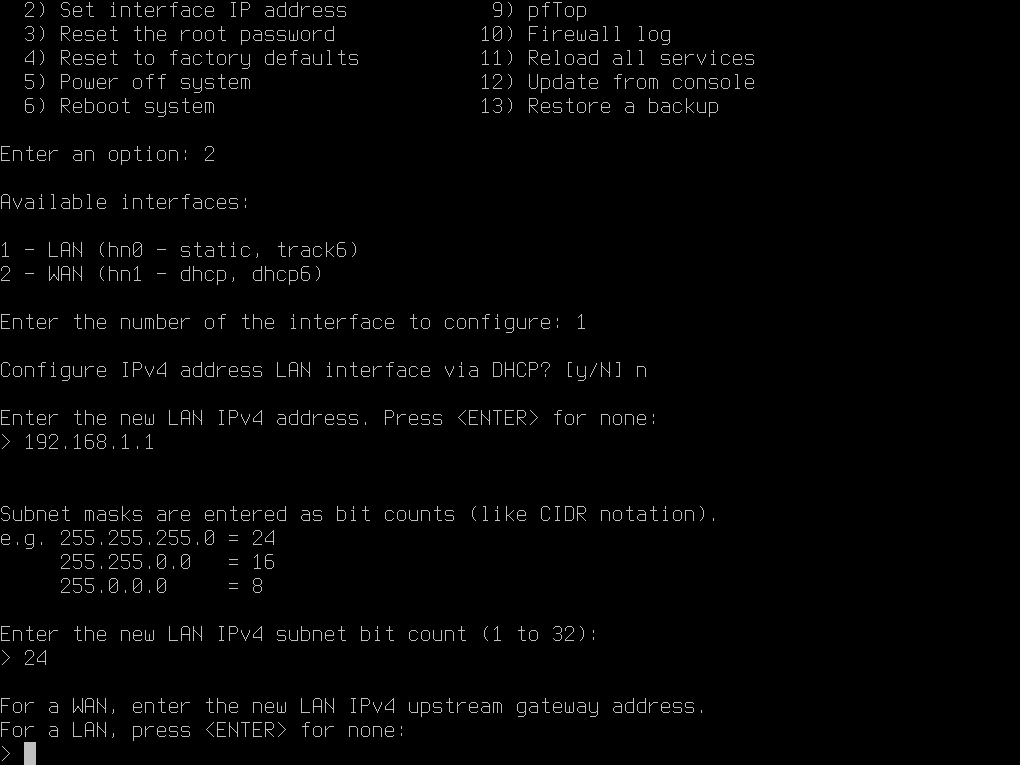 2) Set interface IP address 9) pfTop
3) Reset the root password 10) Firewall log
4) Reset to factory defaults 11) Reload all services
5) Power off system 12) Update from console
6) Reboot system 13) Restore a backup
Enter an option: 2
Available interfaces:
1 - LAN (hn0 - static, track6)
2 - WAN (hn1 - dhcp, dhcp6)
Enter the number of the interface to configure: 1
Configure IPv4 address LAN interface via DHCP? [y/N] n
Enter the new LAN IPv4 address. Press <ENTER> for none:
> 192.168.1.1
Subnet masks are entered as bit counts (like CIDR notation).
e.g. 255.255.255.0 = 24
255.255.0.0 = 16
255.0.0.0 = 8
Enter the new LAN IPv4 subnet bit count (1 to 32):
> 24
For a WAN, enter the new LAN IPv4 upstream gateway address.
For a LAN, press <ENTER> for none:
>